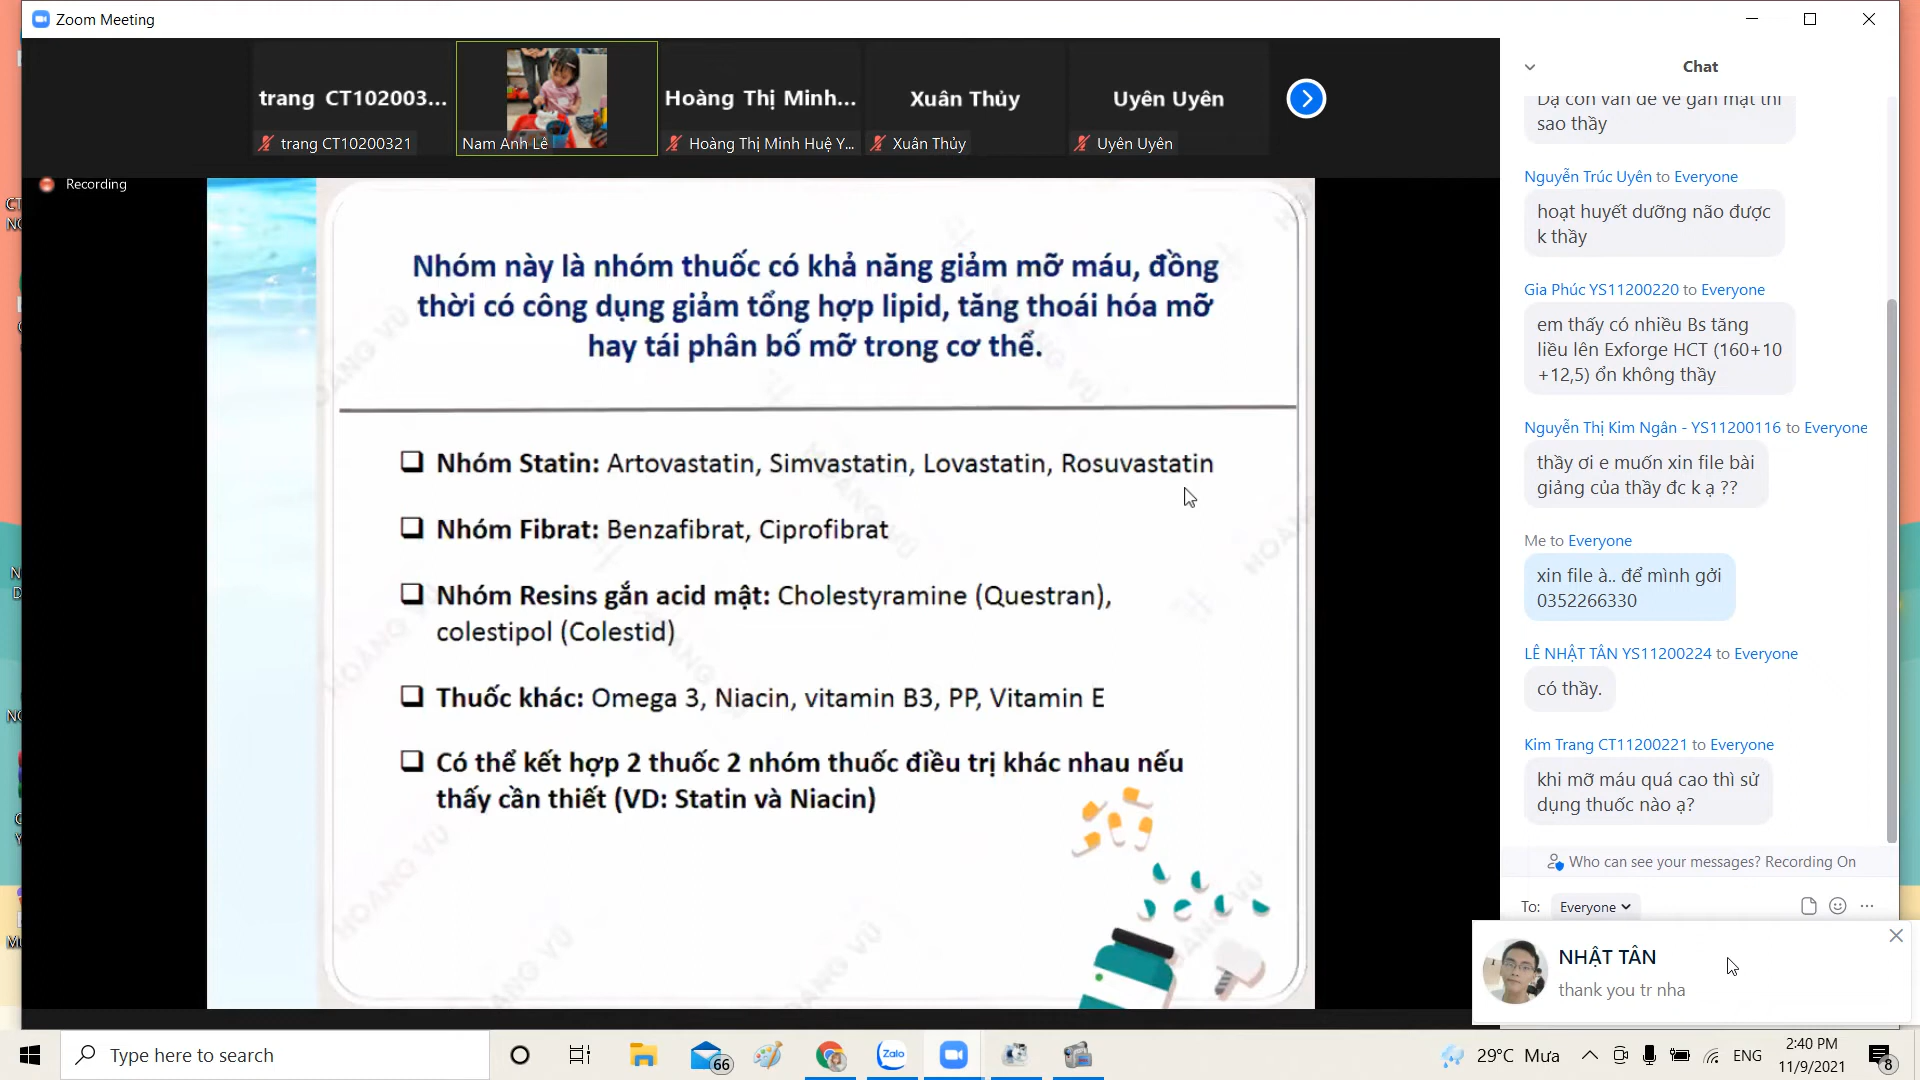 Zoom Meeting
trang CT102003...
Hoàng Thị Minh...
Xuân Thủy
Uyên Uyên
trang CT10200321
Nam Anh Lê
Hoàng Thị Minh Huệ Y...
Xuân Thủy
Uyên Uyên
Recording
Nhóm này là nhóm thuốc có khả năng giảm mỡ máu, đồng
thời có công dụng giảm tổng hợp lipid, tăng thoái hóa mỡ
hay tái phân bố mỡ trong cơ thể.
Nhóm Statin: Artovastatin, Simvastatin, Lovastatin, Rosuvastatin
Nhóm Fibrat: Benzafibrat, Ciprofibrat
Nhóm Resins gắn acid mật: Cholestyramine (Questran),
colestipol (Colestid)
Thuốc khác: Omega 3, Niacin, vitamin B3, PP, Vitamin E
Có thể kết hợp 2 thuốc 2 nhóm thuốc điều trị khác nhau nếu
thấy cần thiết (VD: Statin và Niacin)
HOÀNG VŨ
Chat
sao thầy
Nguyễn Trúc Uyên to Everyone
hoạt huyết dưỡng não được
k thầy
Gia Phúc YS11200220 to Everyone
em thấy có nhiều Bs tăng
liều lên Exforge HCT (160+10
+12,5) ổn không thầy
Nguyễn Thị Kim Ngân - YS11200116 to Everyone
thầy ơi e muốn xin file bài
giảng của thầy đc k ạ ??
Me to Everyone
xin file à.. để mình gởi
0352266330
LÊ NHẬT TÂN YS11200224 to Everyone
có thầy.
Kim Trang CT11200221 to Everyone
khi mỡ máu quá cao thì sử
dụng thuốc nào ạ?
Who can see your messages? Recording On
To: Everyone
NHẬT TÂN
thank you tr nha
Type here to search
66
Zalo
29°C Mưa
ENG
2:40 PM
11/9/2021
8